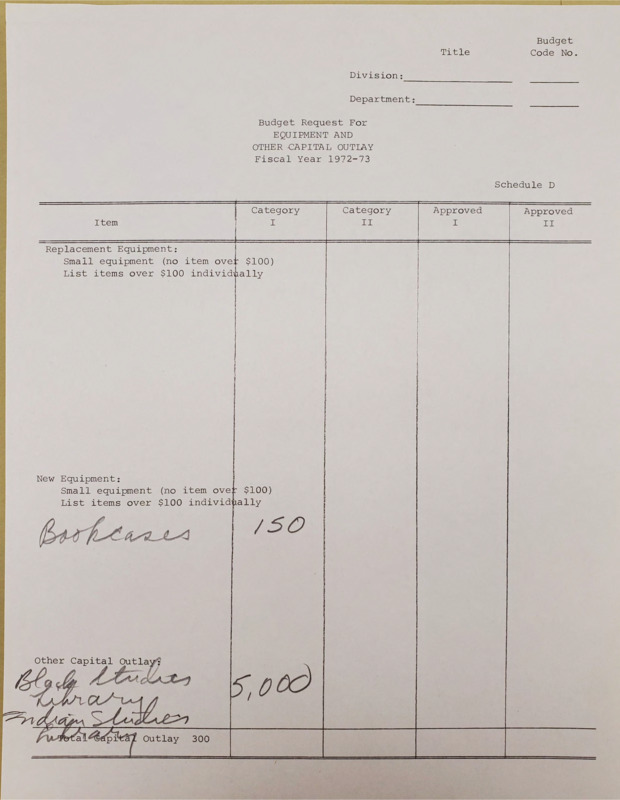 Title
Budget
Code No.
Division:
Department:
Budget Request For
EQUIPMENT AND
OTHER CAPITAL OUTLAY
Fiscal Year 1972-73
Schedule D
Item
Category
I
Category
II
Approved
I
Approved
II
Replacement Equipment:
Small equipment (no item over $100)
List items over $100 individually
New Equipment:
Small equipment (no item over $100)
List items over $100 individually
Bookcases 150
Other Capital Outlay:
Black Studies 5,000
Library
Indian Studies
Library
Total Capital Outlay 300